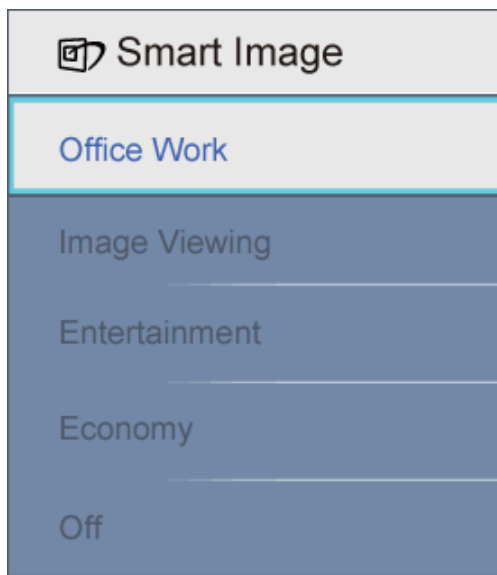 Smart Image
Office Work
Image Viewing
Entertainment
Economy
Off